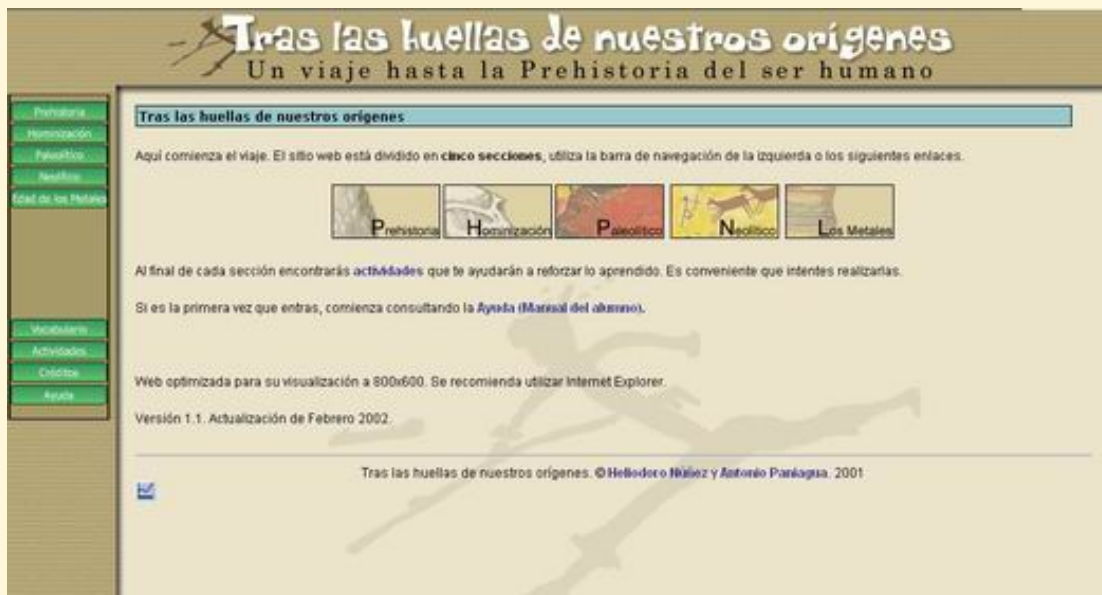 Tras las huellas de nuestros orígenes
Un viaje hasta la Prehistoria del ser humano
Prehistoria
Hominización
Paleolítico
Neolítico
Edad de los Metales
Vocabulario
Actividades
Créditos
Ayuda
Tras las huellas de nuestros orígenes
Aquí comienza el viaje. El sitio web está dividido en cinco secciones, utiliza la barra de navegación de la izquierda o los siguientes enlaces.
Prehistoria Hominización Paleolítico Neolítico Los Metales
Al final de cada sección encontrarás actividades que te ayudarán a reforzar lo aprendido. Es conveniente que intentes realizarlas.
Si es la primera vez que entras, comienza consultando la Ayuda (Manual del alumno).
Web optimizada para su visualización a 800x600. Se recomienda utilizar Internet Explorer.
Versión 1.1. Actualización de Febrero 2002.
Tras las huellas de nuestros orígenes. © Heliodoro Núñez y Antonio Paniagua. 2001